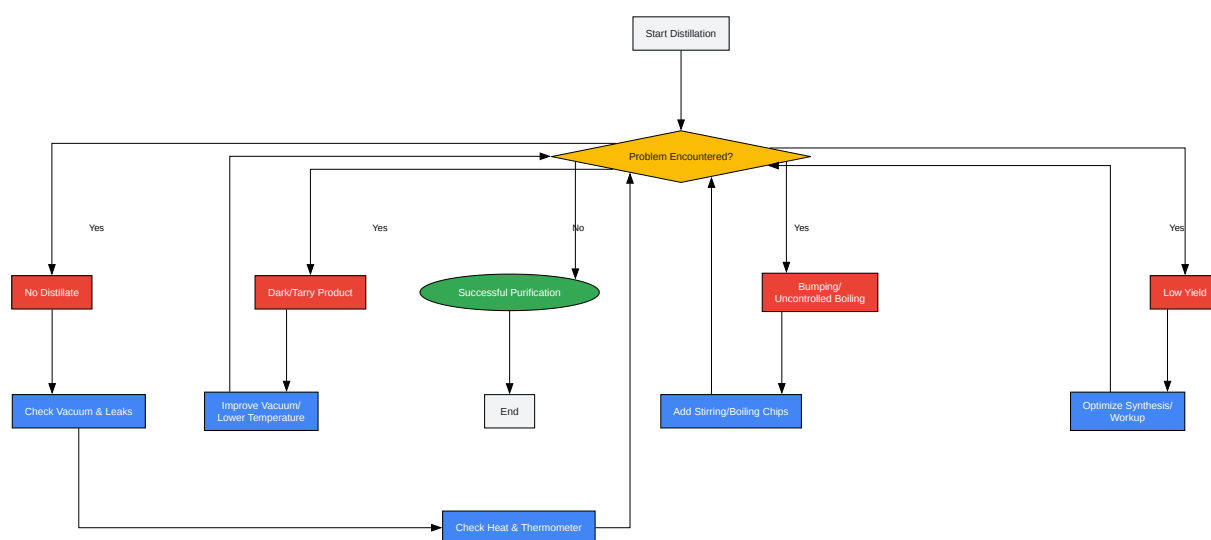 Start Distillation
Problem Encountered?
Yes
Yes
No
Yes
Yes
No Distillate
Dark/Tarry Product
Successful Purification
Bumping/
Uncontrolled Boiling
Low Yield
Check Vacuum & Leaks
Improve Vacuum/
Lower Temperature
End
Add Stirring/Boiling Chips
Optimize Synthesis/
Workup
Check Heat & Thermometer